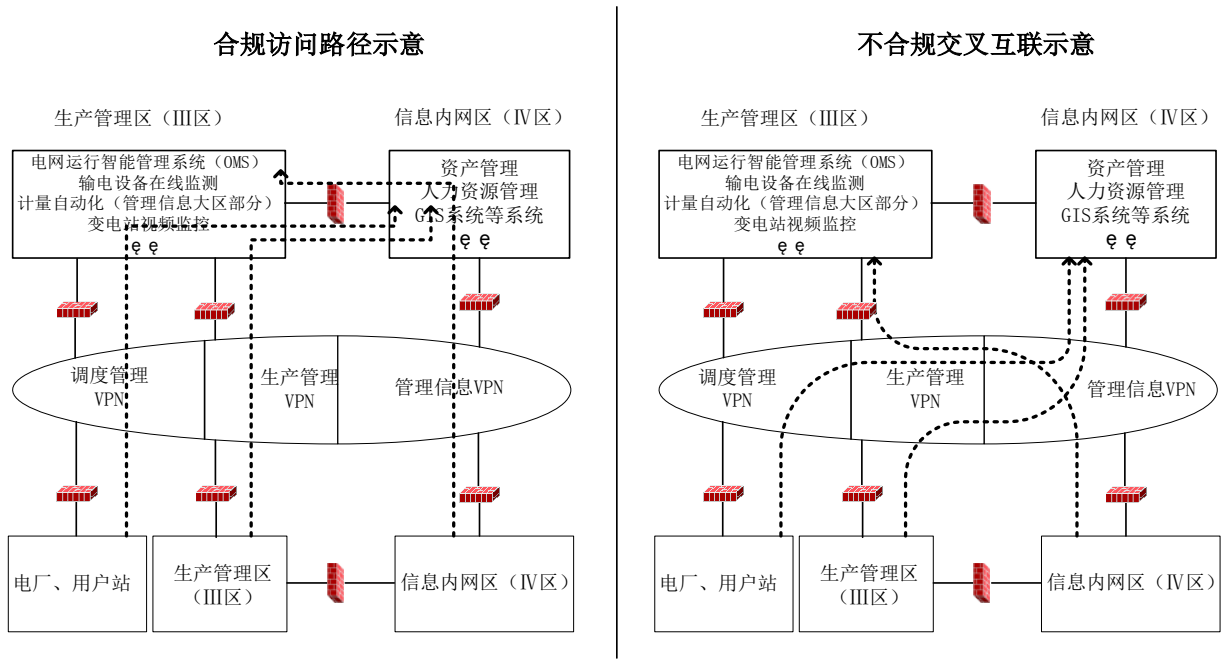 合规访问路径示意
生产管理区（Ⅲ区）
信息内网区（Ⅳ区）
电网运行智能管理系统（OMS）
输电设备在线监测
计量自动化（管理信息大区部分）
变电站视频监控
ę ę
资产管理
人力资源管理
GIS系统等系统
ę ę
调度管理
VPN
生产管理
VPN
管理信息VPN
电厂、用户站
生产管理区
（Ⅲ区）
信息内网区（Ⅳ区）
不合规交叉互联示意
生产管理区（Ⅲ区）
信息内网区（Ⅳ区）
电网运行智能管理系统（OMS）
输电设备在线监测
计量自动化（管理信息大区部分）
变电站视频监控
ę ę
资产管理
人力资源管理
GIS系统等系统
ę ę
调度管理
VPN
生产管理
VPN
管理信息VPN
电厂、用户站
生产管理区
（Ⅲ区）
信息内网区（Ⅳ区）